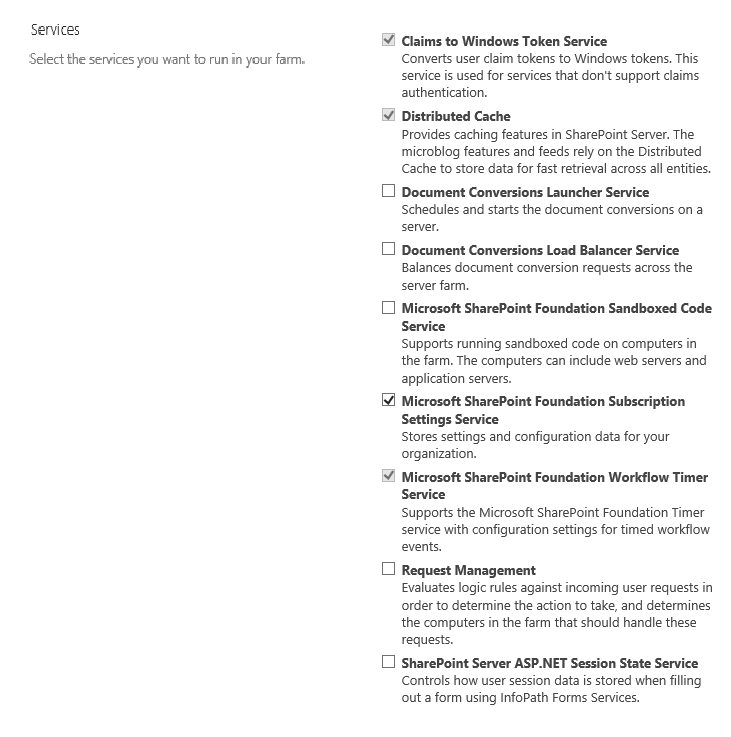 Services
Select the services you want to run in your farm.
Claims to Windows Token Service
Converts user claim tokens to Windows tokens. This
service is used for services that don't support claims
authentication.
Distributed Cache
Provides caching features in SharePoint Server. The
microblog features and feeds rely on the Distributed
Cache to store data for fast retrieval across all entities.
Document Conversions Launcher Service
Schedules and starts the document conversions on a
server.
Document Conversions Load Balancer Service
Balances document conversion requests across the
server farm.
Microsoft SharePoint Foundation Sandboxed Code
Service
Supports running sandboxed code on computers in
the farm. The computers can include web servers and
application servers.
Microsoft SharePoint Foundation Subscription
Settings Service
Stores settings and configuration data for your
organization.
Microsoft SharePoint Foundation Workflow Timer
Service
Supports the Microsoft SharePoint Foundation Timer
service with configuration settings for timed workflow
events.
Request Management
Evaluates logic rules against incoming user requests in
order to determine the action to take, and determines
the computers in the farm that should handle these
requests.
SharePoint Server ASP.NET Session State Service
Controls how user session data is stored when filling
out a form using InfoPath Forms Services.